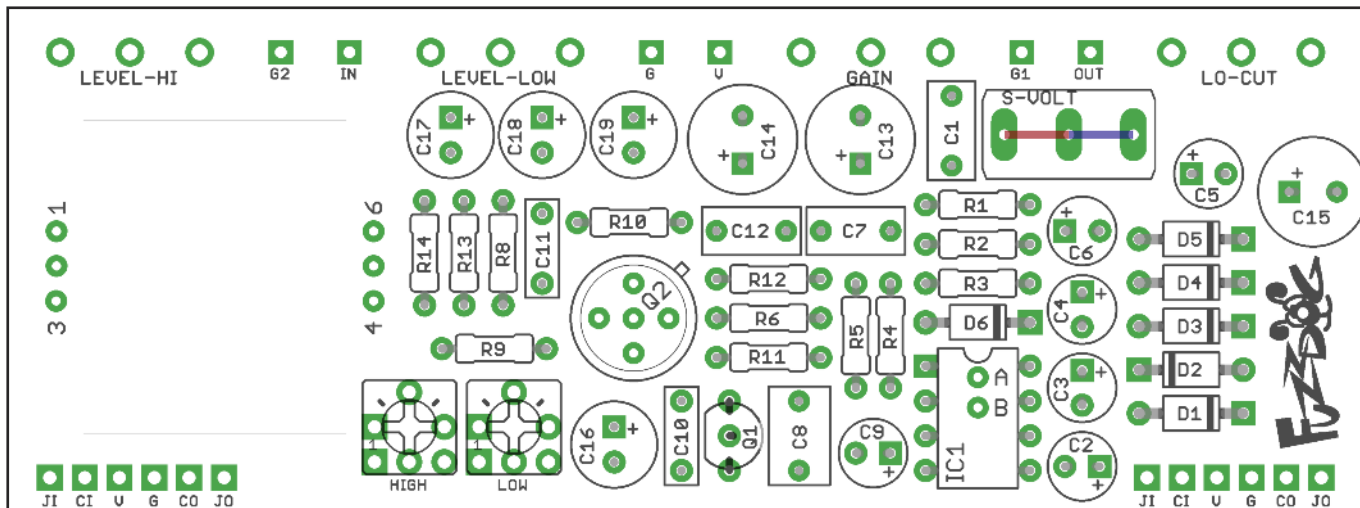 LEVEL-HI
G2
IN
LEVEL-LOW
G
V
GAIN
G1
OUT
LO-CUT
S-VOLT
C17
+
C18
+
C19
+
C14
+
C13
+
C1
C5
+
C15
+
1
6
3
4
R14
R13
R8
C11
R10
C12
C7
R1
R2
R3
C6
+
D5
D4
D3
D2
D1
Q2
R12
R6
R11
R5
R4
D6
C4
+
C3
+
R9
A
B
IC1
1
HIGH
1
LOW
C16
+
C10
Q1
C8
C9
+
C2
+
FuzzDog
JI
CI
V
G
CO
JO
JI
CI
V
G
CO
JO